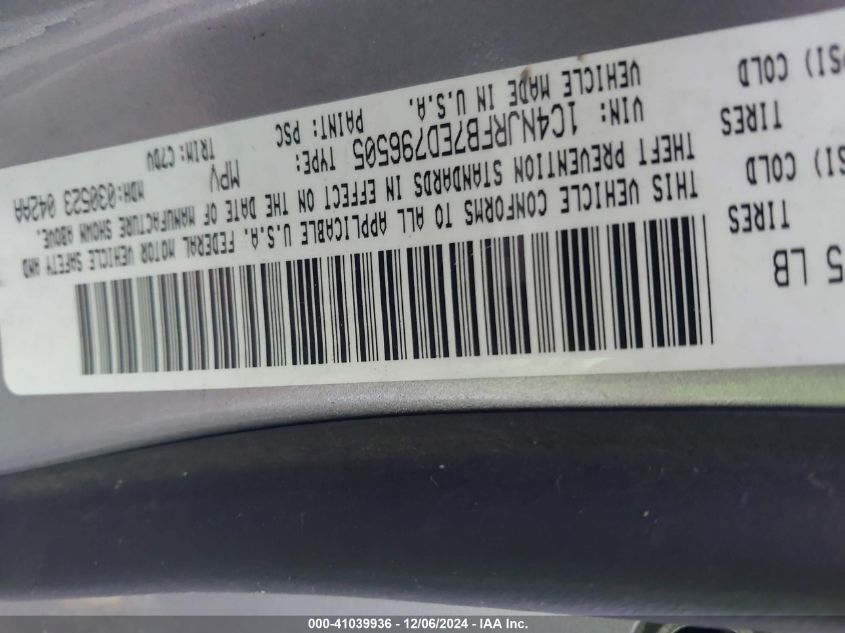 5 LB
TIRES
SI) COLD
TIRES
PSI) COLD
THIS VEHICLE CONFORMS TO ALL APPLICABLE U.S.A. FEDERAL MOTOR VEHICLE SAFETY AND
THEFT PREVENTION STANDARDS IN EFFECT ON THE DATE OF MANUFACTURE SHOWN ABOVE.
VIN: 1C4NJRFB7ED796505 TYPE: MPV MDH:030523 042AA
VEHICLE MADE IN U.S.A. PAINT: PSC TRIM: C7DV
000-41039936 - 12/06/2024 - IAA Inc.